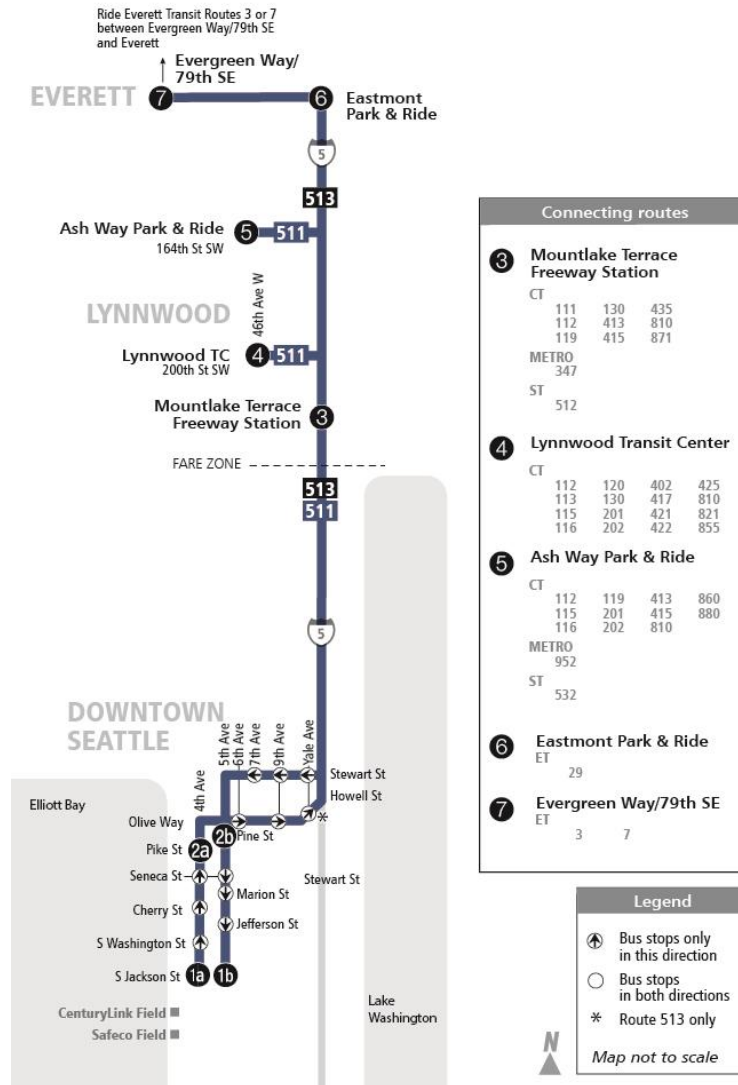 Ride Everett Transit Routes 3 or 7
between Evergreen Way/79th SE
and Everett
Evergreen Way/
79th SE
EVERETT
7
6
Eastmont
Park & Ride
5
513
Ash Way Park & Ride
164th St SW
5
511
LYNNWOOD
46th Ave W
Lynnwood TC
200th St SW
4
511
Mountlake Terrace
Freeway Station
3
FARE ZONE
513
511
5
DOWNTOWN
SEATTLE
4th Ave
5th Ave
6th Ave
7th Ave
9th Ave
Yale Ave
Stewart St
Howell St
*
Elliott Bay
Olive Way
2b
Pine St
Pike St
2a
Seneca St
Stewart St
Marion St
Cherry St
Jefferson St
S Washington St
S Jackson St
1a
1b
CenturyLink Field
Safeco Field
Lake
Washington
Connecting routes
3 Mountlake Terrace
Freeway Station
CT
111 130 435
112 413 810
119 415 871
METRO
347
ST
512
4 Lynnwood Transit Center
CT
112 120 402 425
113 130 417 810
115 201 421 821
116 202 422 855
5 Ash Way Park & Ride
CT
112 119 413 860
115 201 415 880
116 202 810
METRO
952
ST
532
6 Eastmont Park & Ride
ET
29
7 Evergreen Way/79th SE
ET
3 7
Legend
Bus stops only
in this direction
Bus stops
in both directions
* Route 513 only
Map not to scale
N